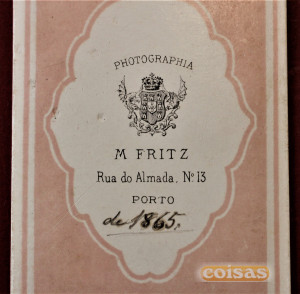 PHOTOGRAPHIA
M FRITZ
Rua do Almada, Nº 13
PORTO
de 1865.
coisas